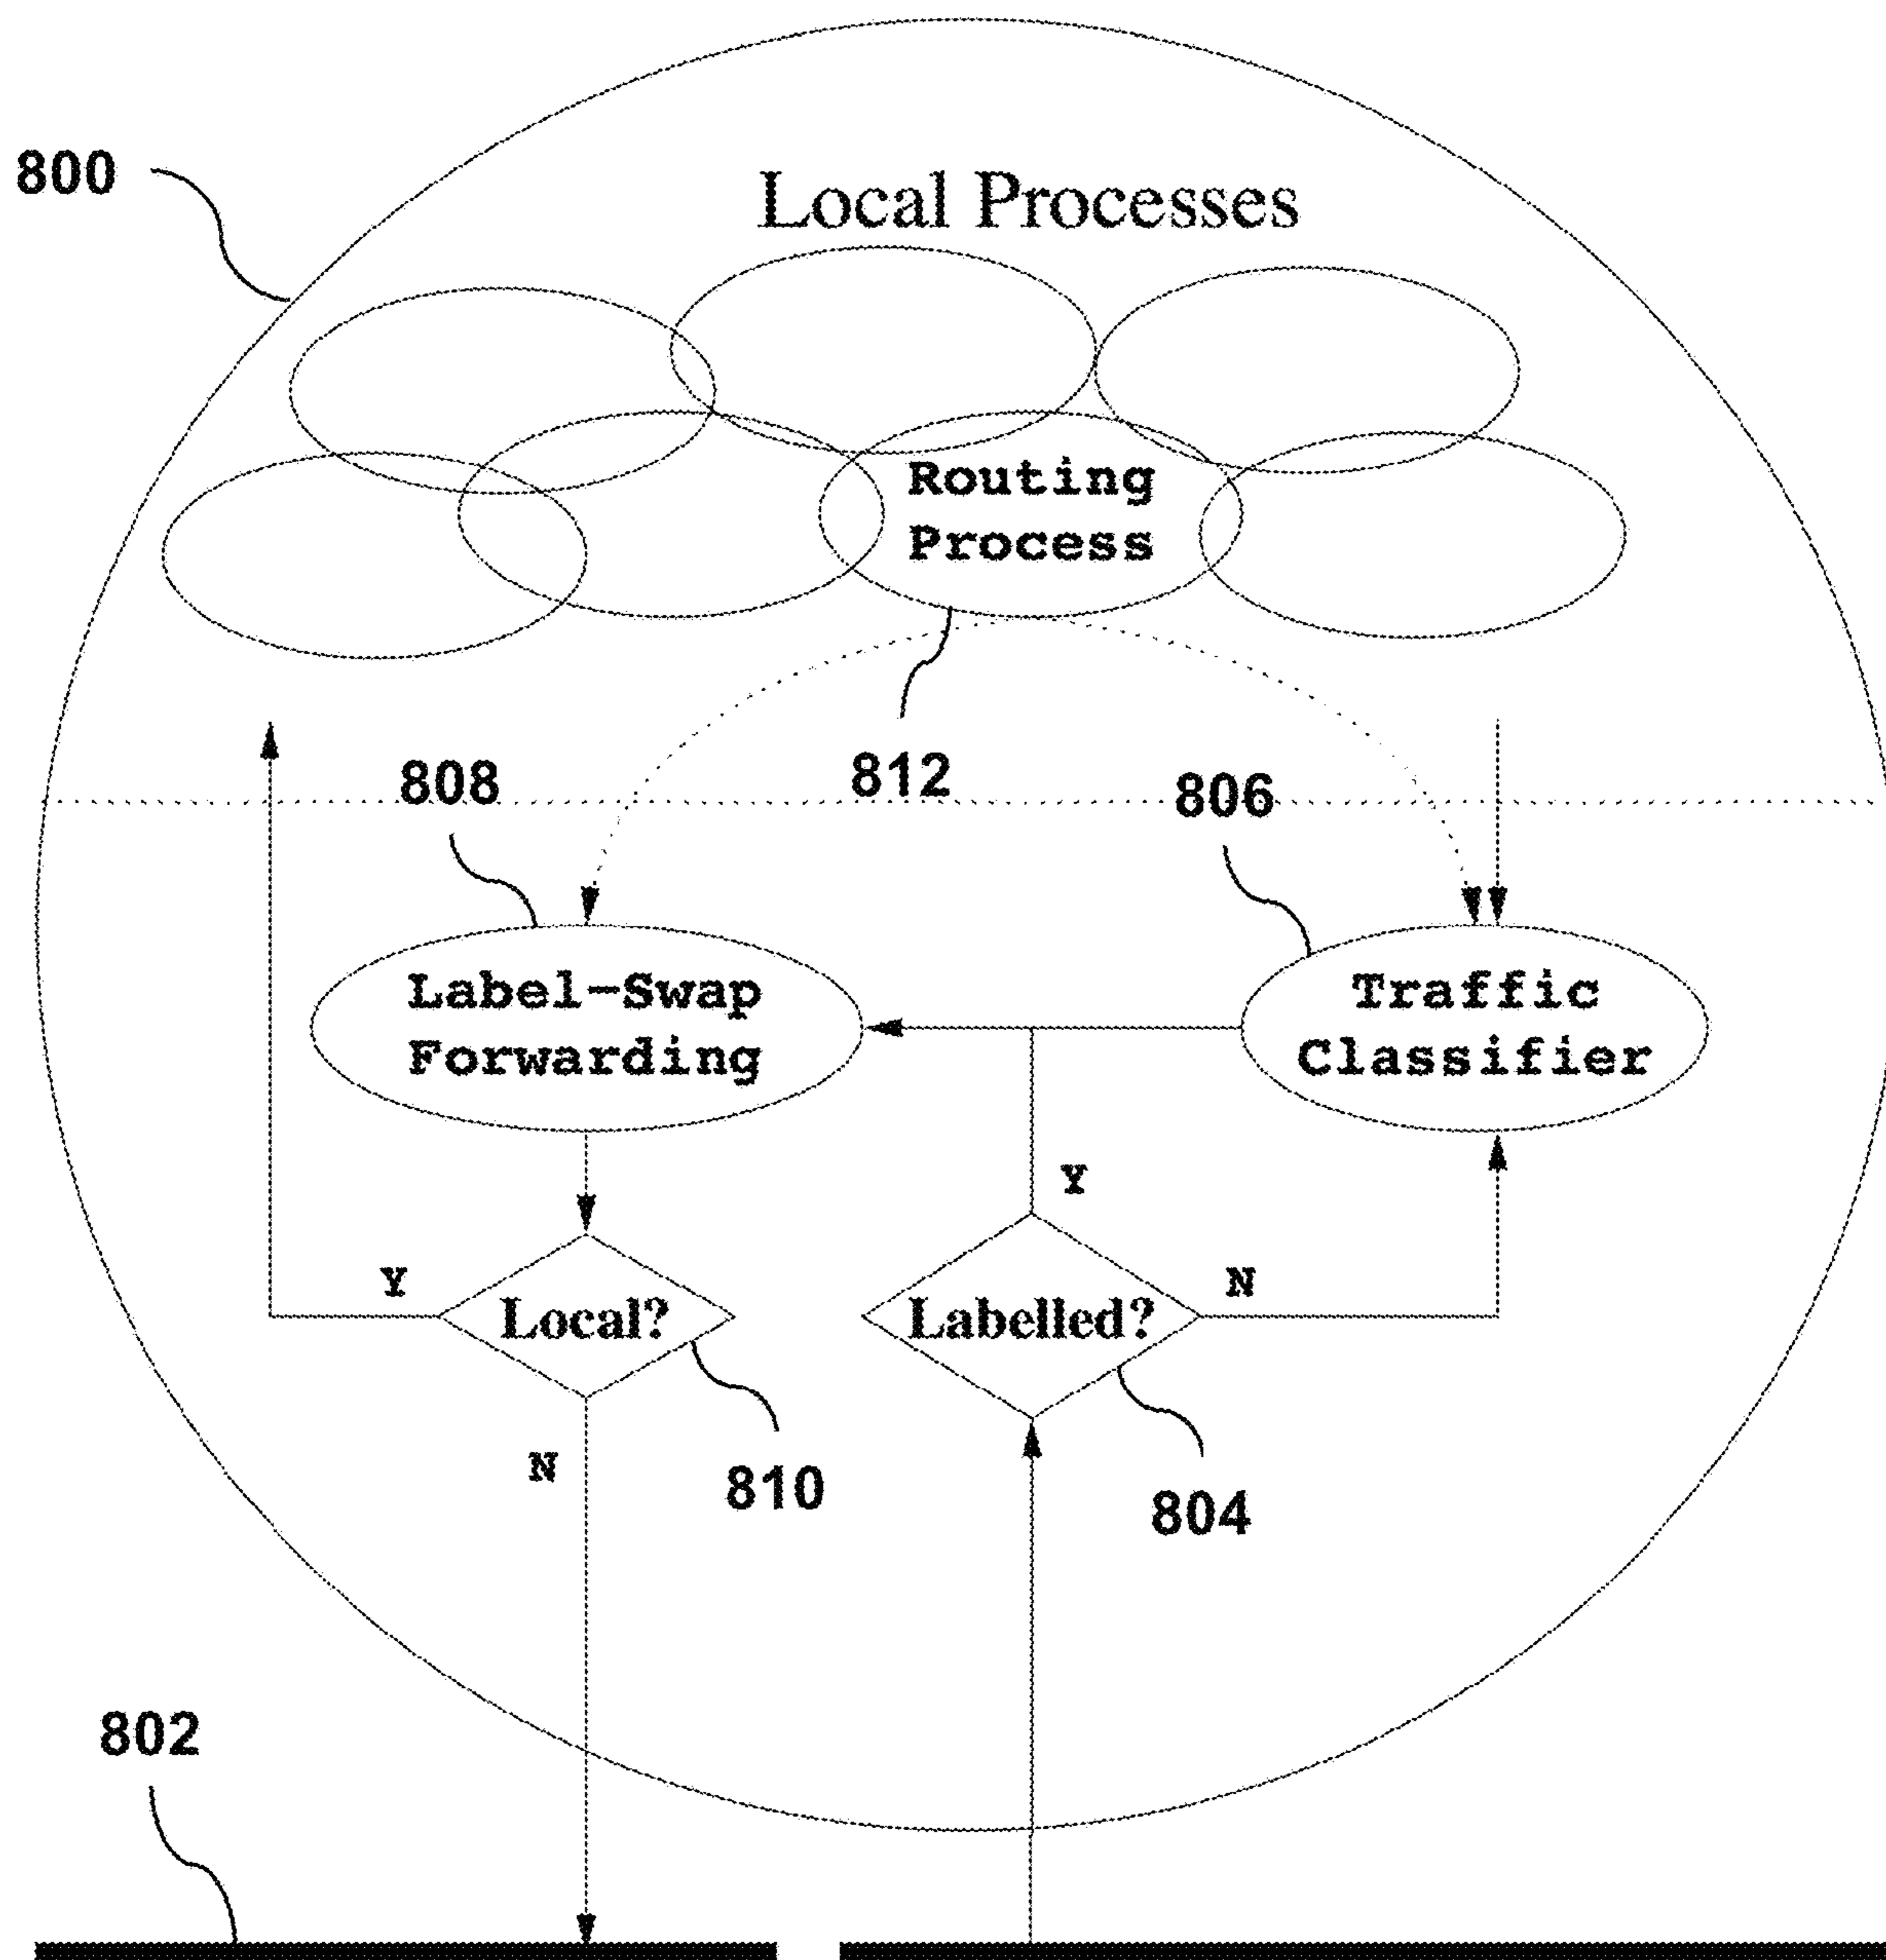 800
Local Processes
Routing
Process
808
812
806
Label-Swap
Forwarding
Traffic
Classifier
Y
Y
Local?
Labelled?
N
N
810
804
802